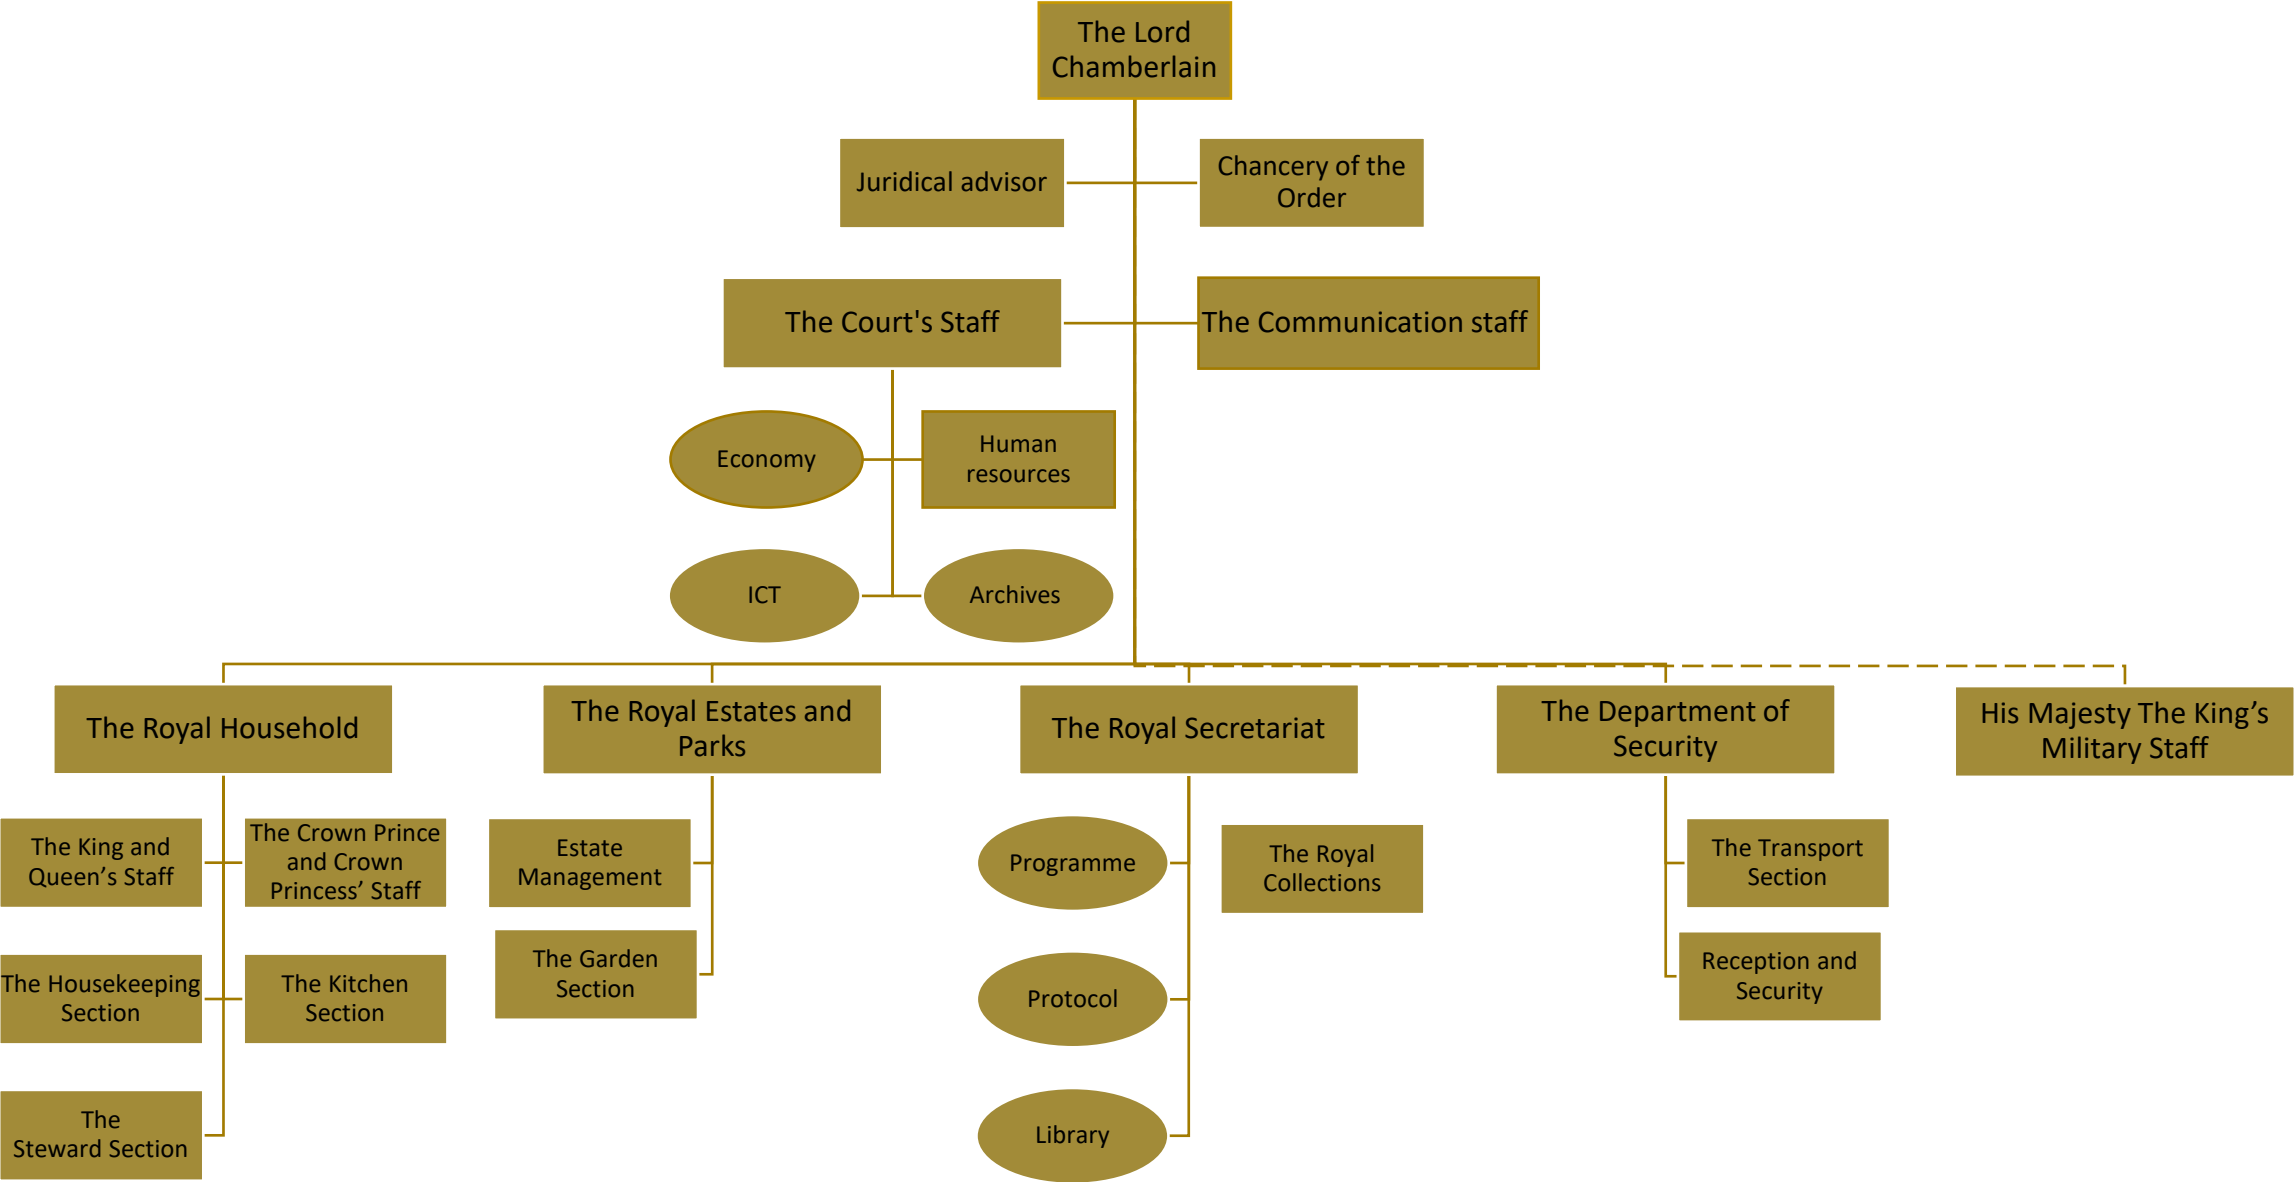 The Lord
Chamberlain
Juridical advisor
Chancery of the
Order
The Court's Staff
The Communication staff
Economy
Human
resources
ICT
Archives
The Royal Household
The Royal Estates and
Parks
The Royal Secretariat
The Department of
Security
His Majesty The King’s
Military Staff
The King and
Queen’s Staff
The Crown Prince
and Crown
Princess’ Staff
Estate
Management
Programme
The Royal
Collections
The Transport
Section
The Housekeeping
Section
The Kitchen
Section
The Garden
Section
Protocol
Reception and
Security
The
Steward Section
Library